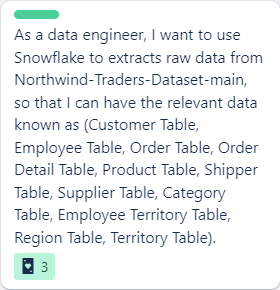 As a data engineer, I want to use
Snowflake to extracts raw data from
Northwind-Traders-Dataset-main,
so that I can have the relevant data
known as (Customer Table,
Employee Table, Order Table, Order
Detail Table, Product Table, Shipper
Table, Supplier Table, Category
Table, Employee Territory Table,
Region Table, Territory Table).
3